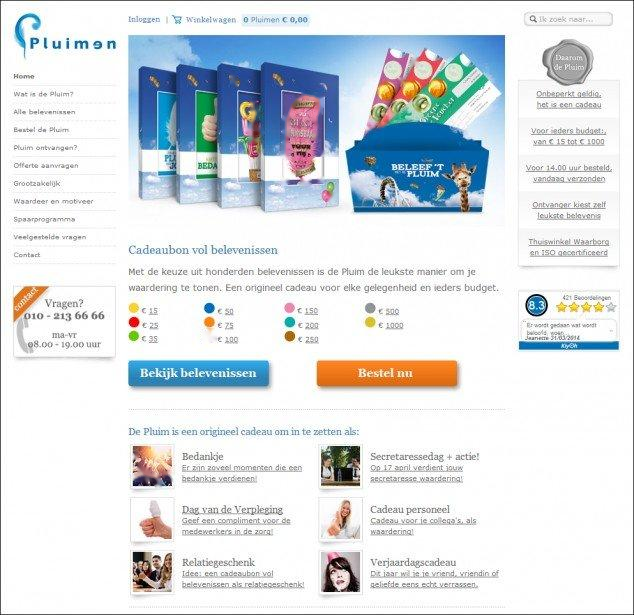 Pluimen
Inloggen | Winkelwagen 0 Pluimen € 0,00
Ik zoek naar...
Home
Wat is de Pluim?
Alle belevenissen
Bestel de Pluim
Pluim ontvangen?
Offerte aanvragen
Grootzakelijk
Waardeer en motiveer
Spaarprogramma
Veelgestelde vragen
Contact
contact
Vragen?
010 - 213 66 66
ma-vr
08.00 - 19.00 uur
BELEEF'T
PLUIM
Cadeaubon vol belevenissen
Met de keuze uit honderden belevenissen is de Pluim de leukste manier om je
waardering te tonen. Een origineel cadeau voor elke gelegenheid en ieders budget.
€ 15 € 50 € 150 € 500
€ 25 € 75 € 200 € 1000
€ 35 € 100 € 250
Bekijk belevenissen
Bestel nu
De Pluim is een origineel cadeau om in te zetten als:
Bedankje
Er zijn zoveel momenten die een
bedankje verdienen!
Secretaressedag + actie!
Op 17 april verdient jouw
secretaresse waardering!
Dag van de Verpleging
Geef een compliment voor de
medewerkers in de zorg!
Cadeau personeel
Cadeau voor je collega's, als
waardering!
Relatiegeschenk
Idee: een cadeaubon vol
belevenissen als relatiegeschenk!
Verjaardagscadeau
Dit jaar wil je je vriend, vriendin of
geliefde eens echt verrassen.
Daarom
de Pluim
Onbeperkt geldig,
het is een cadeau
Voor ieders budget:,
van € 15 tot € 1000
Voor 14.00 uur besteld,
vandaag verzonden
Ontvanger kiest zelf
leukste belevenis
Thuiswinkel Waarborg
en ISO gecertificeerd
8.3
421 Beoordelingen
Er wordt gedaan wat wordt
beloofd, woen
Jeanette 31/03/2014
KiyOh